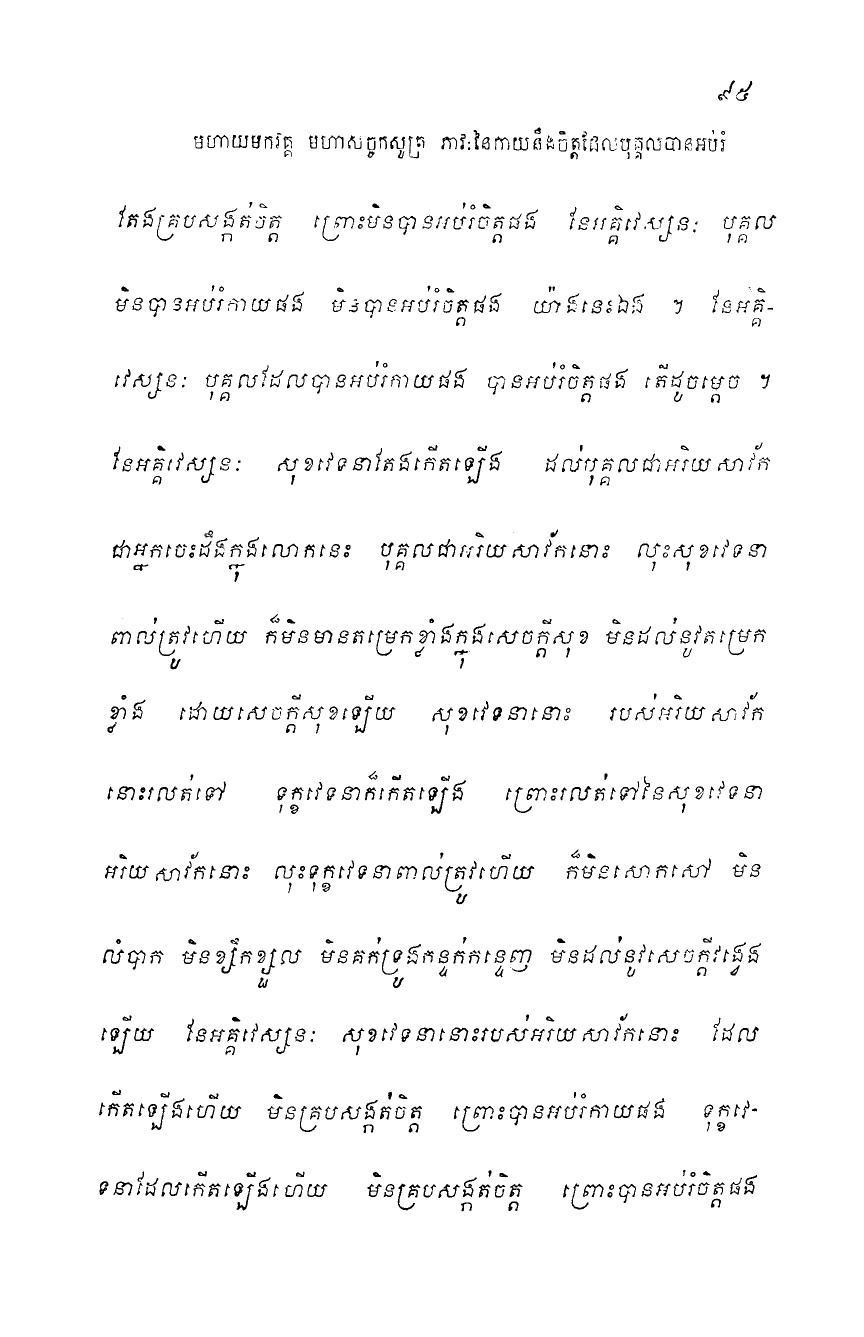 ៩៥
មហាយមកវគ្គ មហាសច្ចកសូត្រ ភាវៈនៃកាយនឹងចិត្តដែលបុគ្គលបានអប់រំ
តែងគ្របសង្កត់ចិត្ត ព្រោះមិនបានអប់រំចិត្តផង នែអគ្គិវេស្សនៈ បុគ្គល
មិនបានអប់រំកាយផង មិនបានអប់រំចិត្តផង យ៉ាងនេះឯង ។ នែអគ្គិ-
វេស្សនៈ បុគ្គលដែលបានអប់រំកាយផង បានអប់រំចិត្តផង តើដូចម្តេច ។
នែអគ្គិវេស្សនៈ សុខវេទនាតែងកើតឡើង ដល់បុគ្គលជាអរិយសាវ័ក
ជាអ្នកចេះដឹងក្នុងលោកនេះ បុគ្គលជាអរិយសាវ័កនោះ លុះសុខវេទនា
ពាល់ត្រូវហើយ ក៏មិនមានតម្រេកខ្លាំងក្នុងសេចក្តីសុខ មិនដល់នូវតម្រេក
ខ្លាំង ដោយសេចក្តីសុខឡើយ សុខវេទនានោះ របស់អរិយសាវ័ក
នោះរលត់ទៅ ទុក្ខវេទនាក៏កើតឡើង ព្រោះរលត់ទៅនៃសុខវេទនា
អរិយសាវ័កនោះ លុះទុក្ខវេទនាពាល់ត្រូវហើយ ក៏មិនសោកសៅ មិន
លំបាក មិនខ្សឹកខ្សួល មិនគក់ទ្រូងកន្ទក់កន្ទេញ មិនដល់នូវសេចក្តីវង្វេង
ឡើយ នែអគ្គិវេស្សនៈ សុខវេទនានោះរបស់អរិយសាវ័កនោះ ដែល
កើតឡើងហើយ មិនគ្របសង្កត់ចិត្ត ព្រោះបានអប់រំកាយផង ទុក្ខវេ-
ទនាដែលកើតឡើងហើយ មិនគ្របសង្កត់ចិត្ត ព្រោះបានអប់រំចិត្តផង